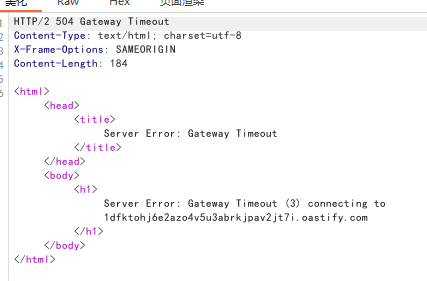 美化 Raw Hex 页面渲染
1 HTTP/2 504 Gateway Timeout
2 Content-Type: text/html; charset=utf-8
3 X-Frame-Options: SAMEORIGIN
4 Content-Length: 184
5
6 <html>
<head>
<title>
Server Error: Gateway Timeout
</title>
</head>
<body>
<h1>
Server Error: Gateway Timeout (3) connecting to
1dfktohj6e2azo4v5u3abrkjpav2jt7i.oastify.com
</h1>
</body>
</html>